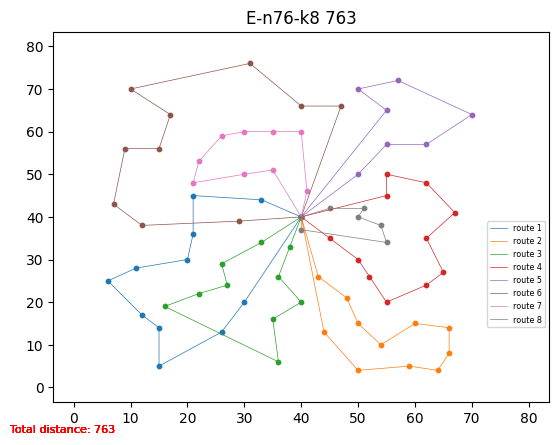 E-n76-k8 763
80
70
60
50
40
30
20
10
0
route 1
route 2
route 3
route 4
route 5
route 6
route 7
route 8
0 10 20 30 40 50 60 70 80
Total distance: 763